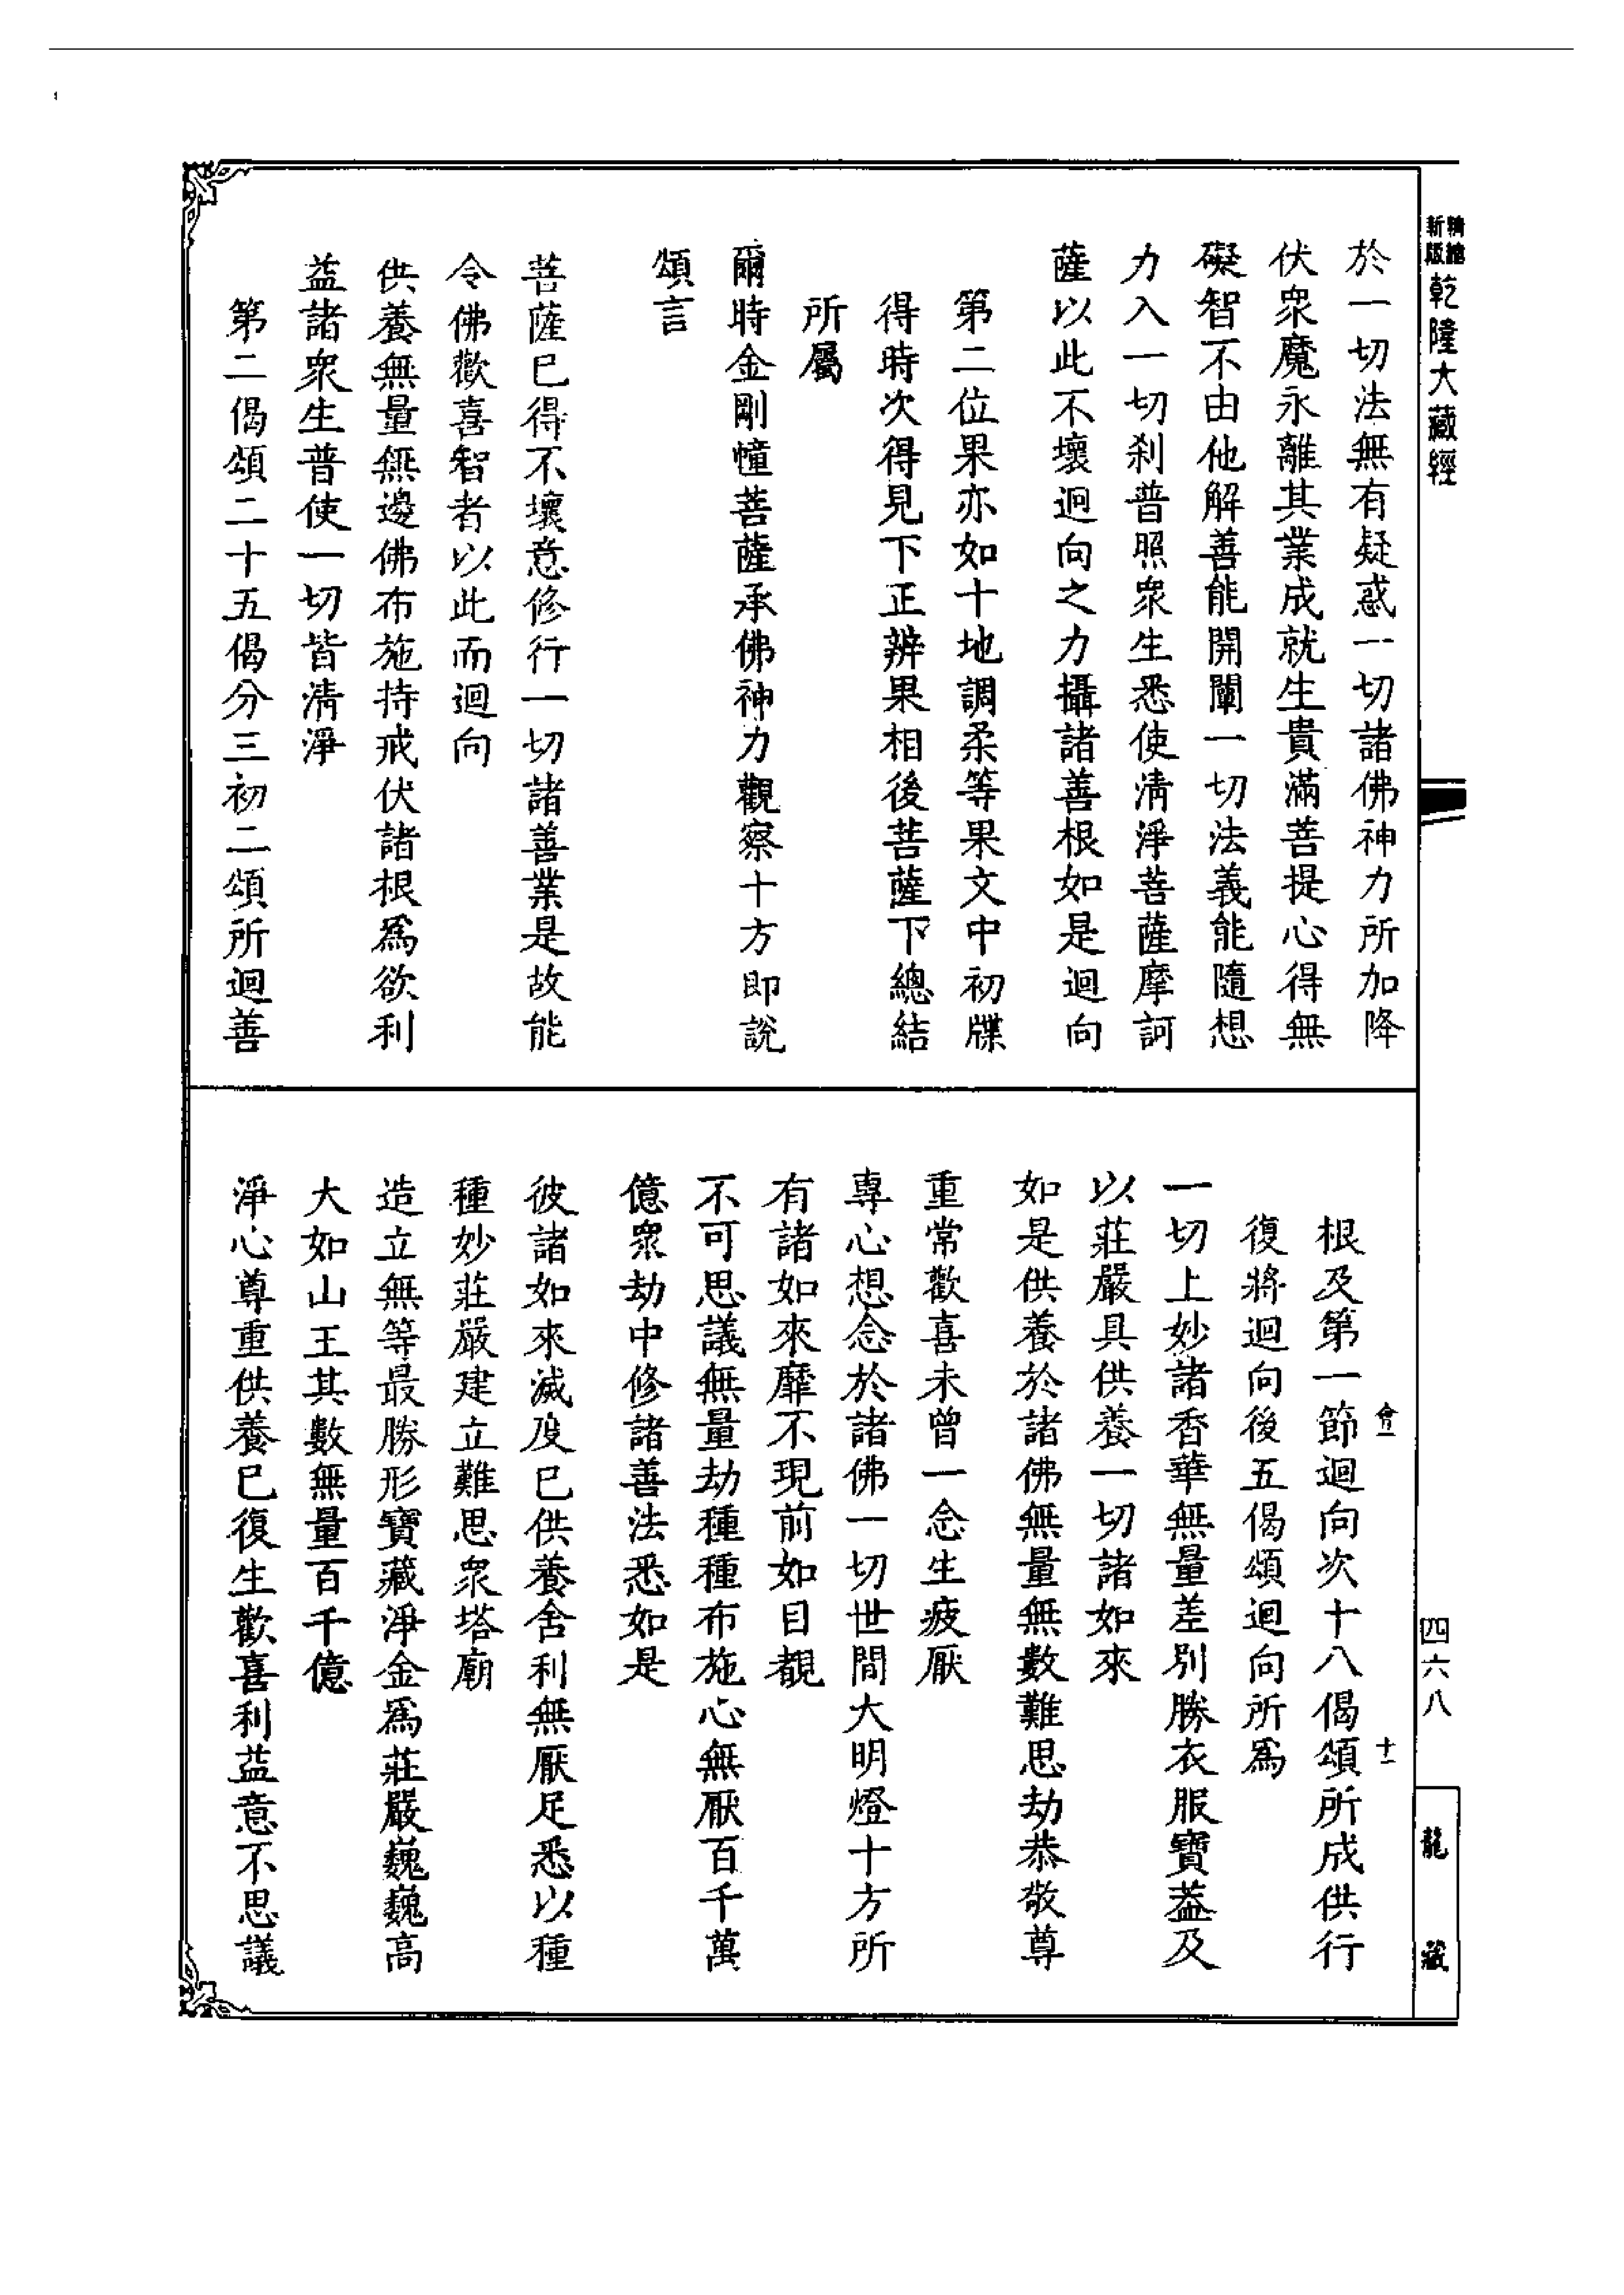 精縮
新版
乾隆大藏經
於一切法無有疑惑一切諸佛神力所加降
伏衆魔永離其業成就生貴滿菩提心得無
礙智不由他解善能開闡一切法義能隨想
力入一切刹普照衆生悉使清淨菩薩摩訶
薩以此不壞迴向之力攝諸善根如是迴向
第二位果亦如十地調柔等果文中初牒
得時次得見下正辨果相後菩薩下總結
所屬
爾時金剛幢菩薩承佛神力觀察十方即說
頌言
菩薩已得不壞意修行一切諸善業是故能
令佛歡喜智者以此而迴向
供養無量無邊佛布施持戒伏諸根爲欲利
益諸衆生普使一切皆清淨
第二偈頌二十五偈分三初二頌所迴善
根及第一節迴向次十八偈頌所成供行
復將迴向後五偈頌迴向所爲
一切上妙諸香華無量差別勝衣服寶蓋及
以莊嚴具供養一切諸如來
如是供養於諸佛無量無數難思劫恭敬尊
重常歡喜未曾一念生疲厭
專心想念於諸佛一切世間大明燈十方所
有諸如來靡不現前如目覩
不可思議無量劫種種布施心無厭百千萬
億衆劫中修諸善法悉如是
彼諸如來滅度已供養舍利無厭足悉以種
種妙莊嚴建立難思衆塔廟
造立無等最勝形寶藏淨金爲莊嚴巍巍高
大如山王其數無量百千億
淨心尊重供養已復生歡喜利益意不思議
十一
四六八
龍藏